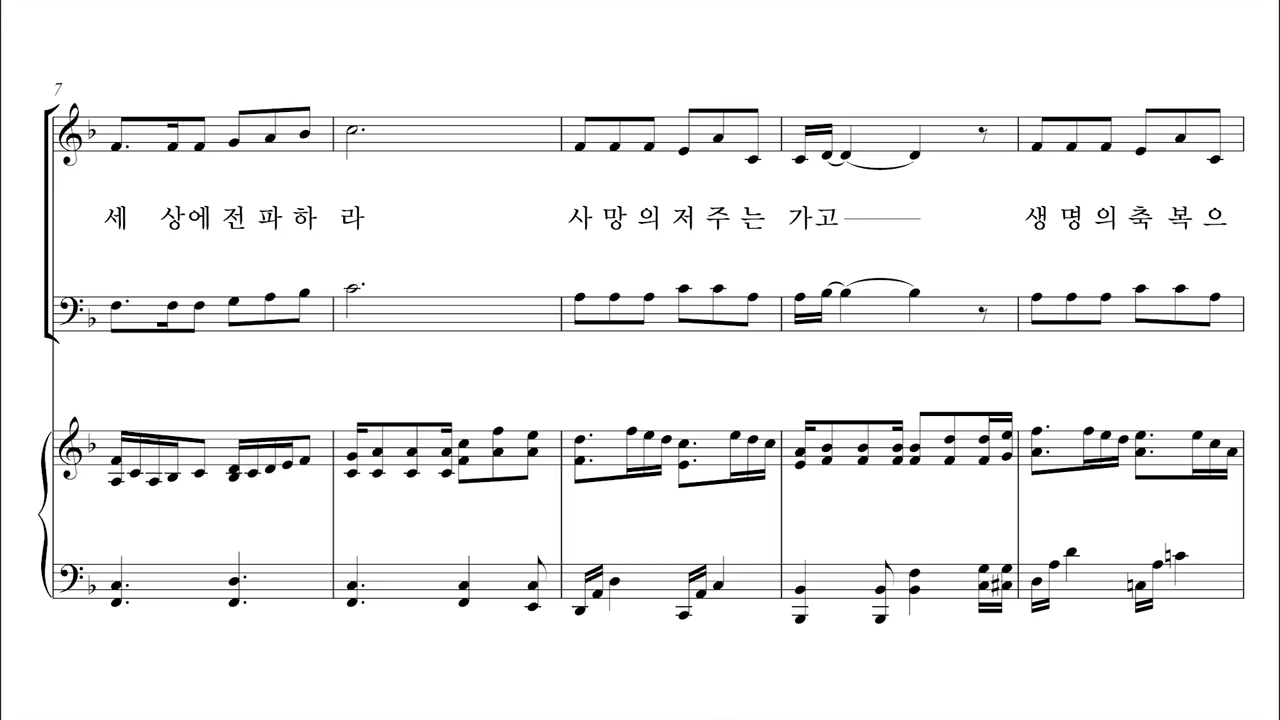 7
세 상에 전 파 하 라 사 망 의 저 주 는 가고 생 명 의 축 복 으